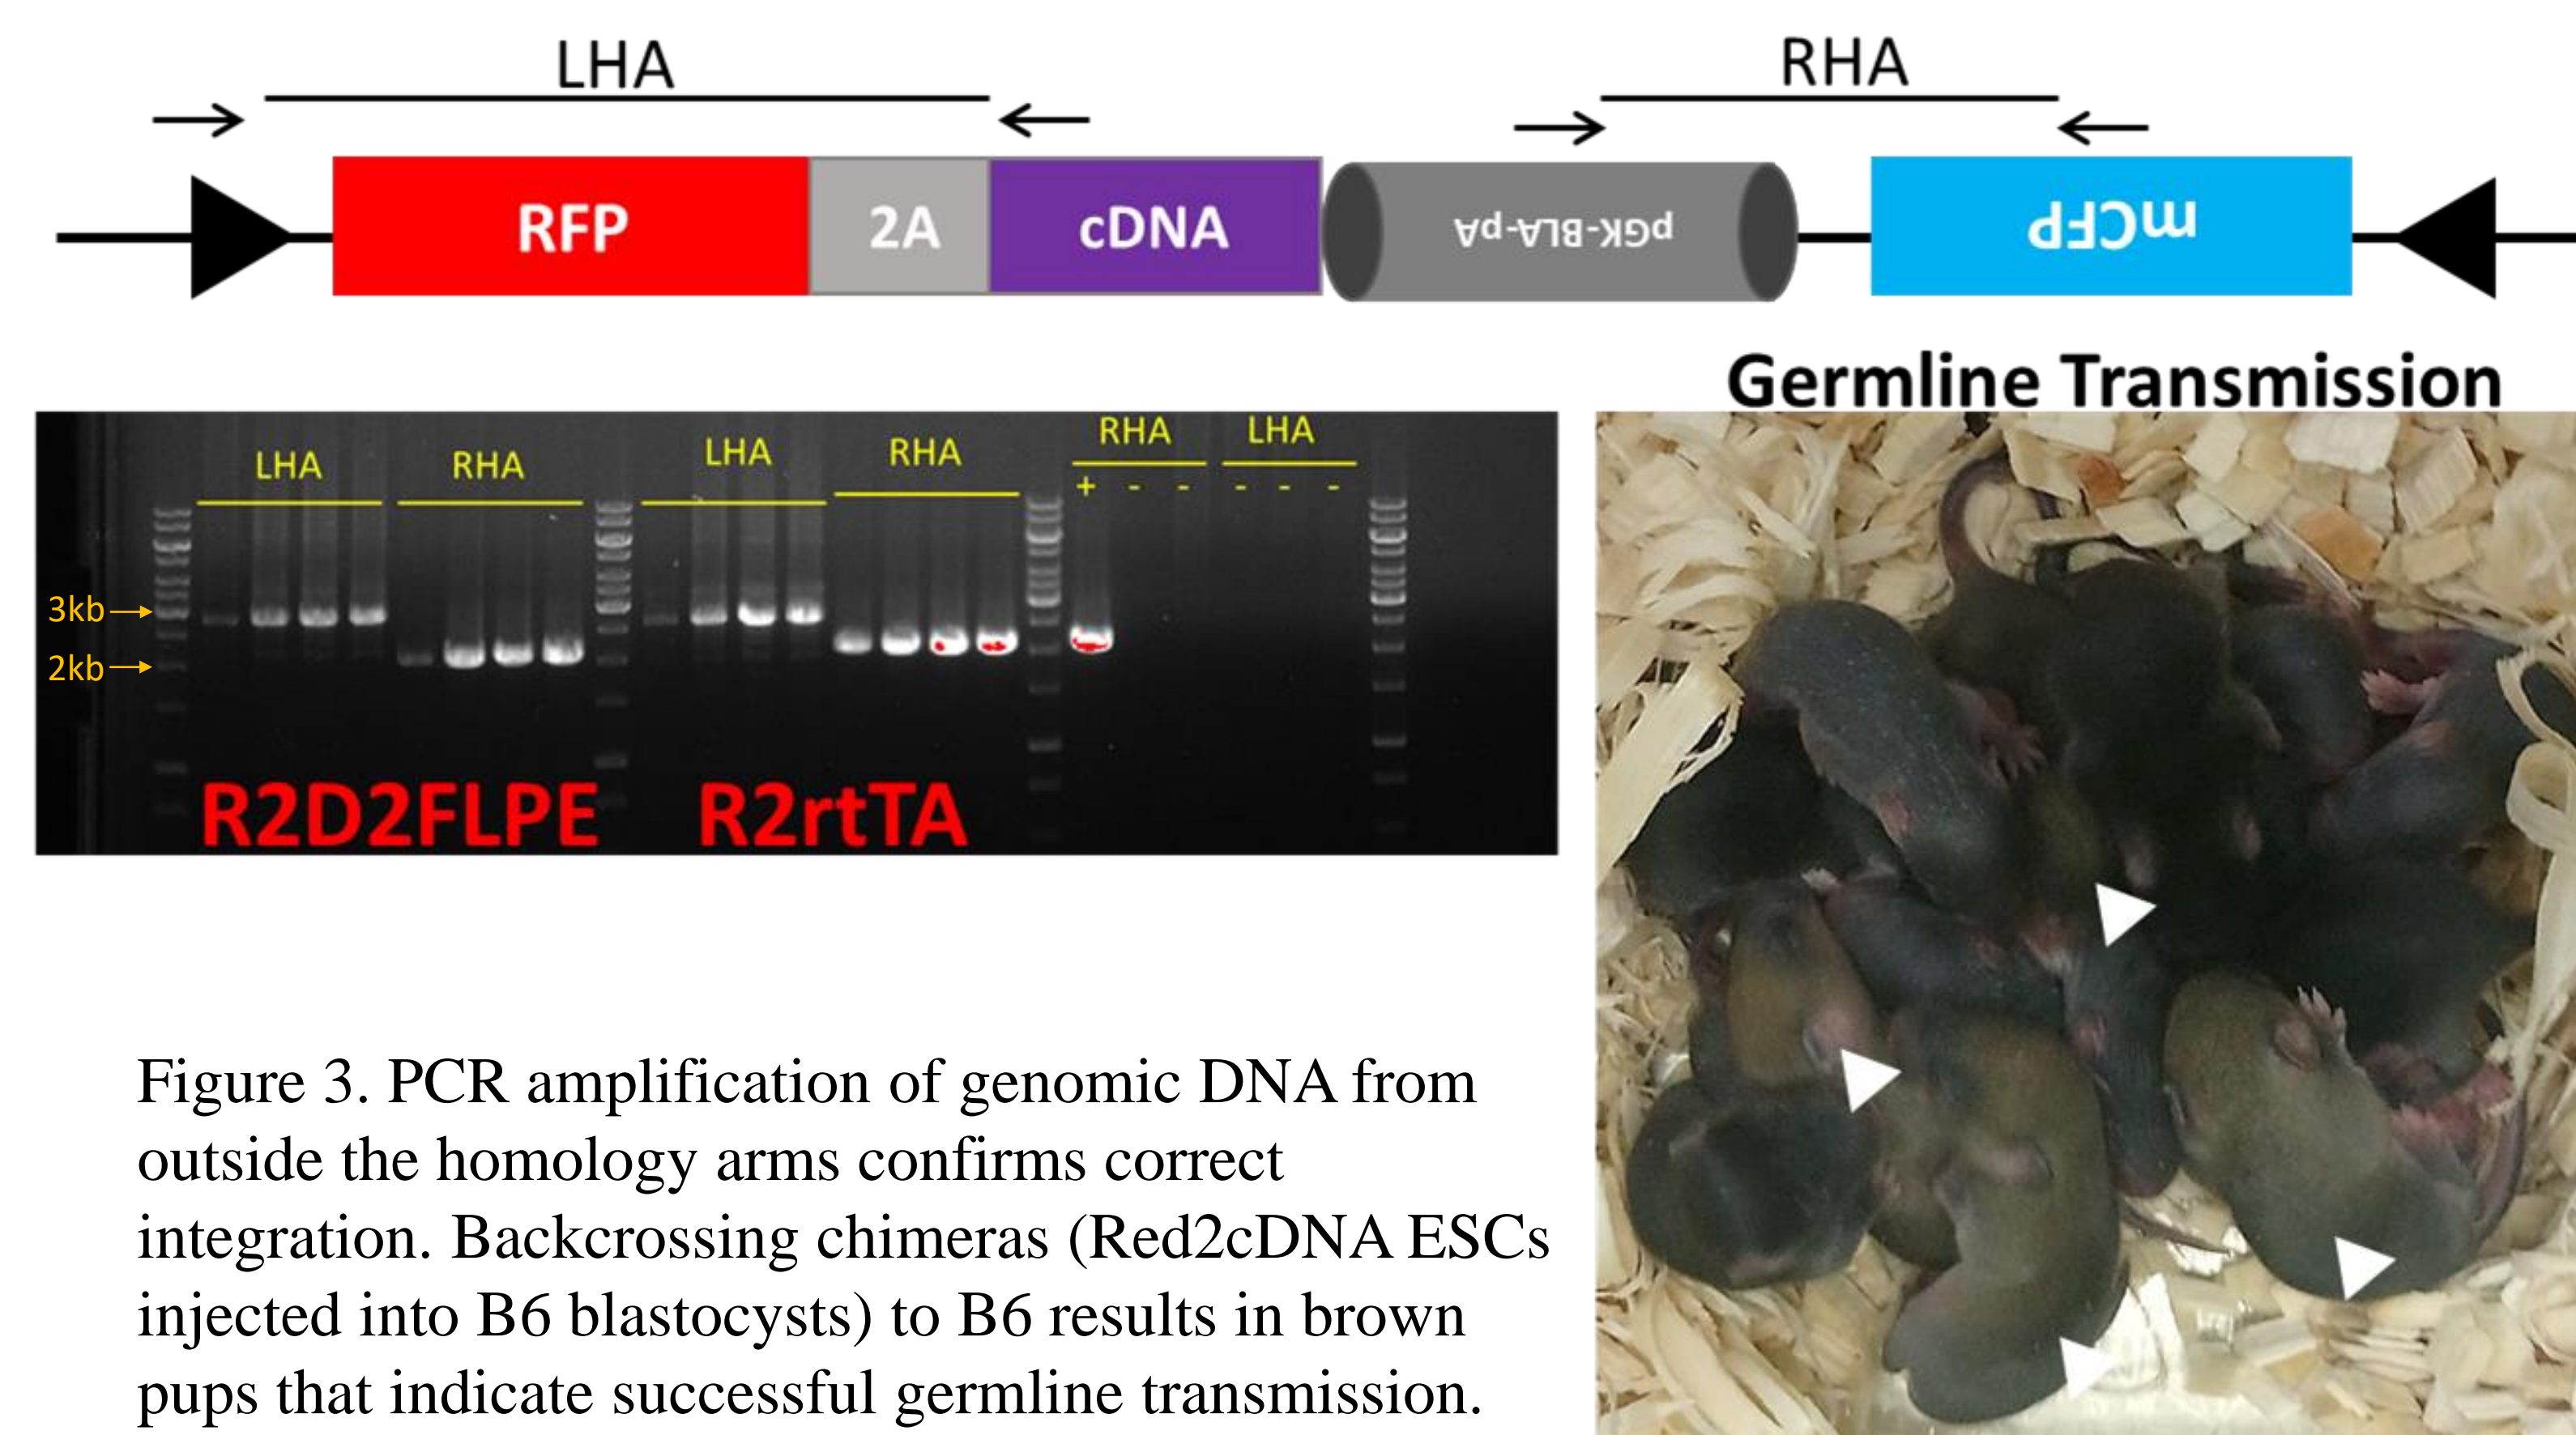 LHA
RHA
RFP
2A
cDNA
pGK-BLA-pA
mCFP
Germline Transmission
LHA
RHA
LHA
RHA
RHA
LHA
+ - - - - -
3kb
2kb
R2D2FLPE
R2rtTA
Figure 3. PCR amplification of genomic DNA from
outside the homology arms confirms correct
integration. Backcrossing chimeras (Red2cDNA ESCs
injected into B6 blastocysts) to B6 results in brown
pups that indicate successful germline transmission.